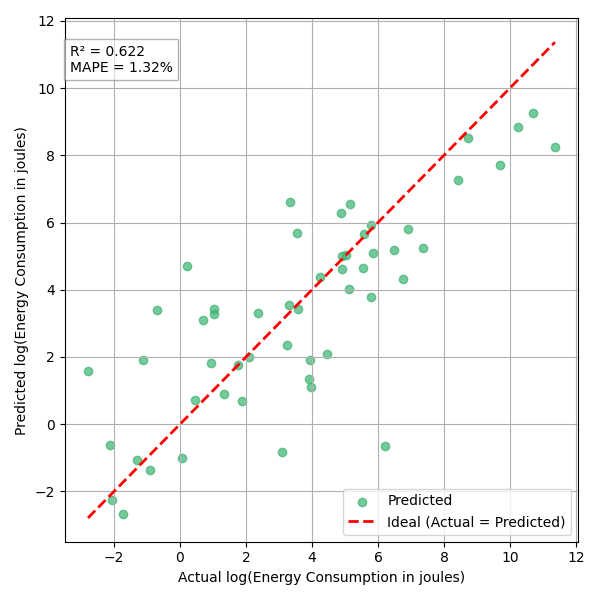 R² = 0.622
MAPE = 1.32%
12
10
8
6
4
2
0
−2
Predicted log(Energy Consumption in joules)
Predicted
Ideal (Actual = Predicted)
−2 0 2 4 6 8 10 12
Actual log(Energy Consumption in joules)